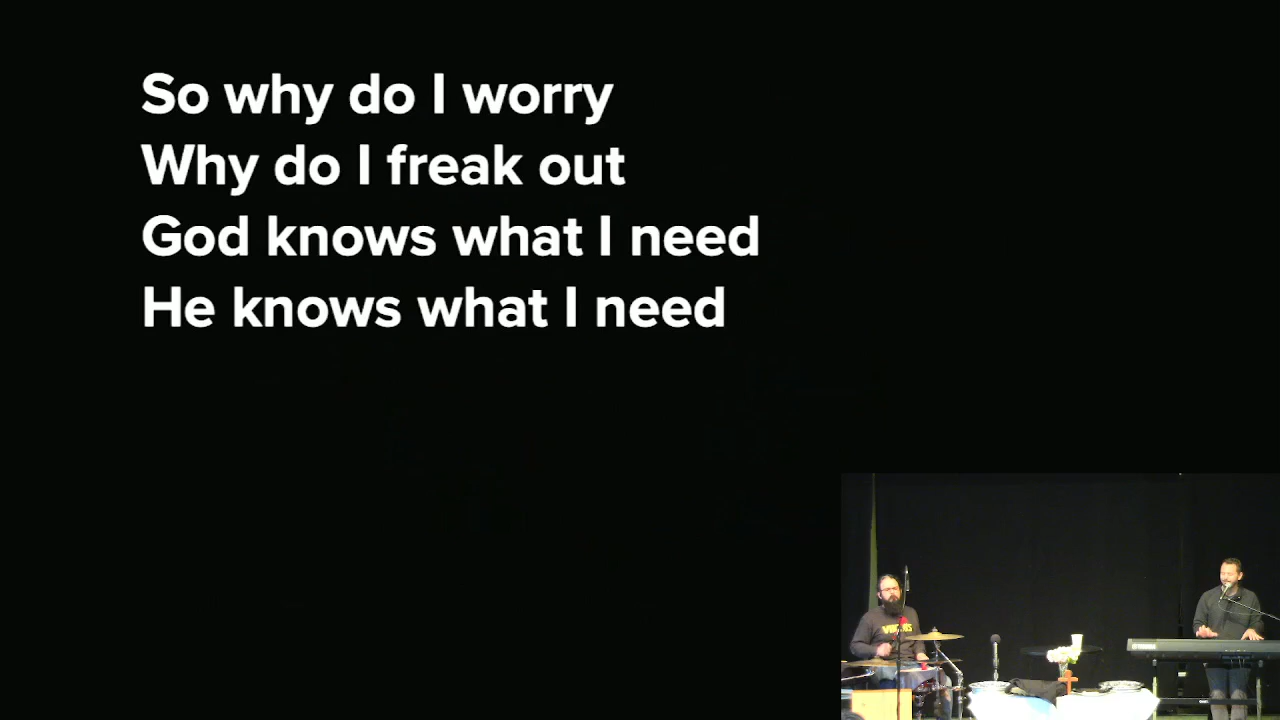 So why do I worry
Why do I freak out
God knows what I need
He knows what I need